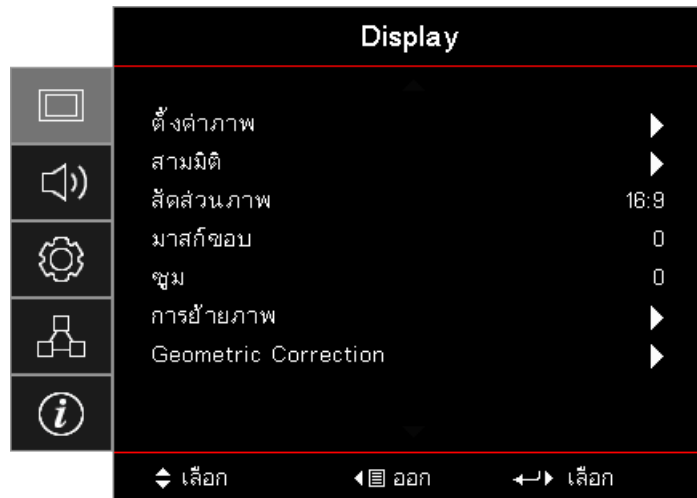 Display
ตั้งค่าภาพ
สามมิติ
สัดส่วนภาพ 16:9
มาสก์ขอบ 0
ซูม 0
การย้ายภาพ
Geometric Correction
เลือก ออก เลือก